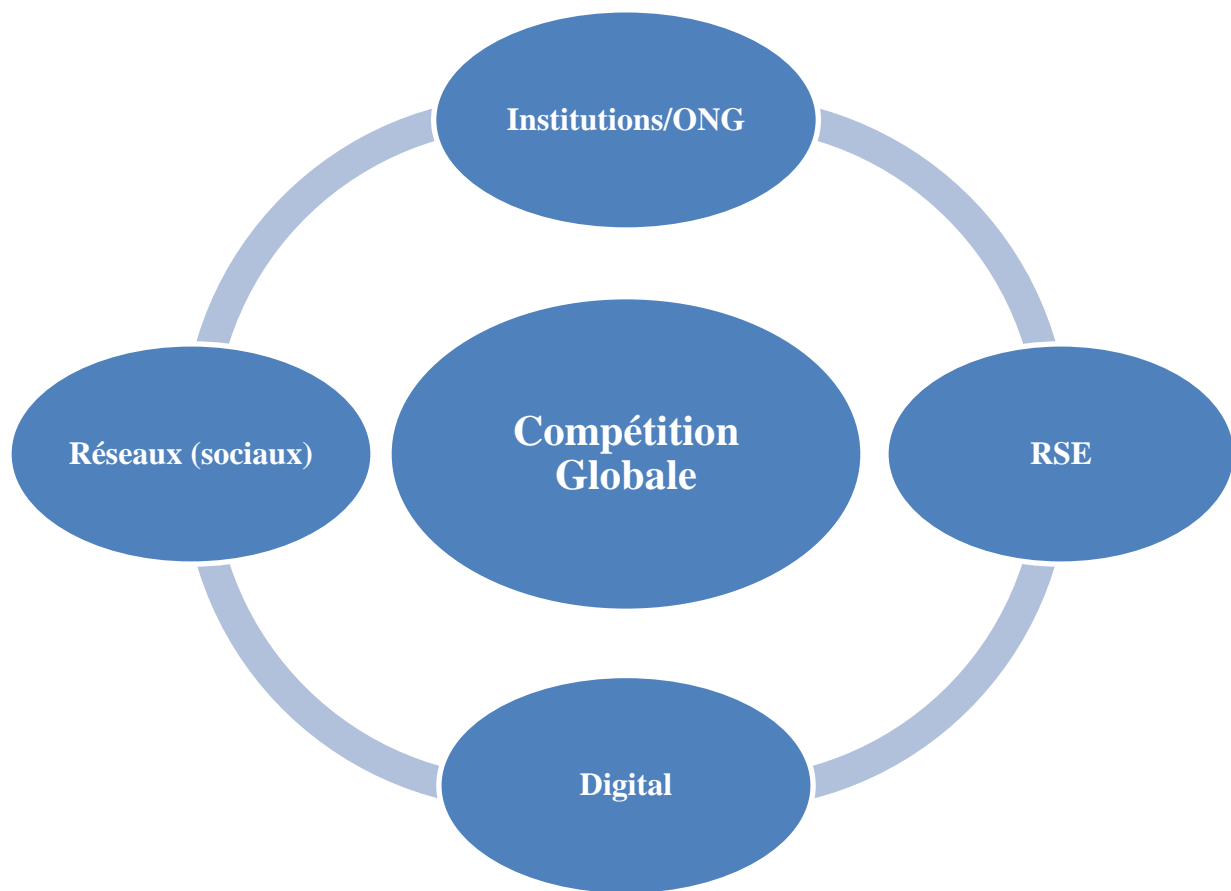 Institutions/ONG
Réseaux (sociaux)
Compétition
Globale
RSE
Digital